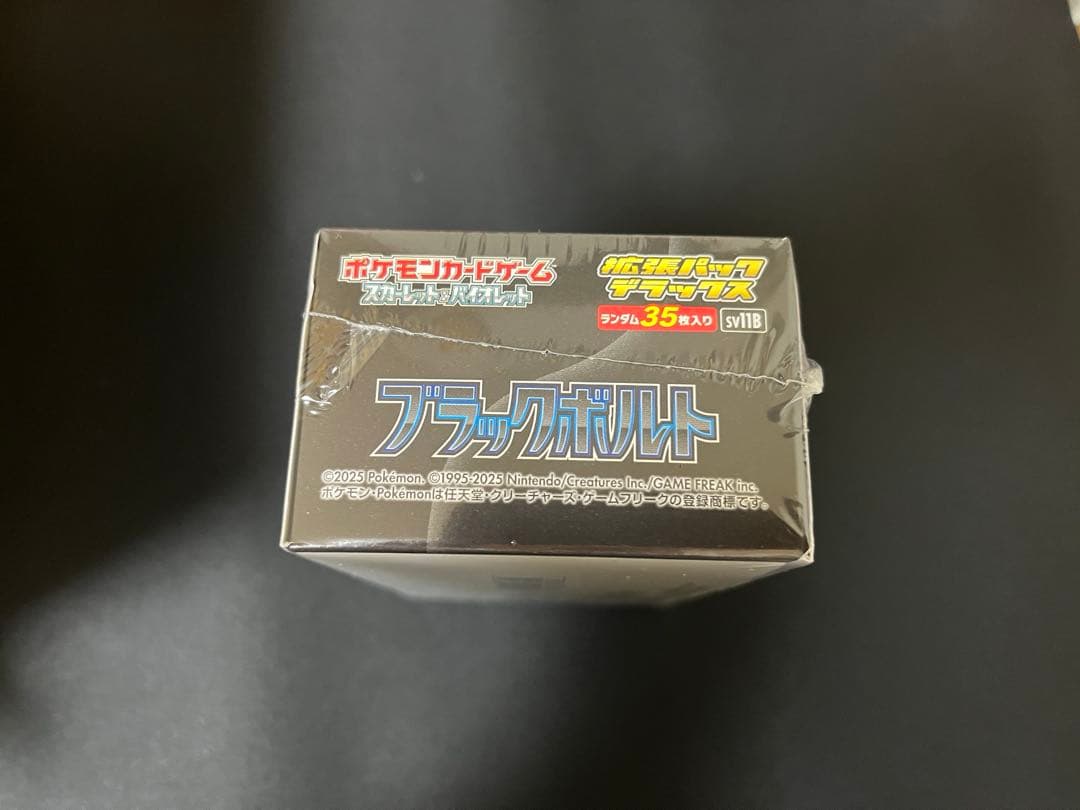 ポケモンカードゲーム
スカーレット&バイオレット
拡張パック
デラックス
ランダム35枚入り
sv11B
ブラックボルト
©2025 Pokémon. ©1995-2025 Nintendo/Creatures Inc./GAME FREAK inc.
ポケモン・Pokémonは任天堂・クリーチャーズ・ゲームフリークの登録商標です。